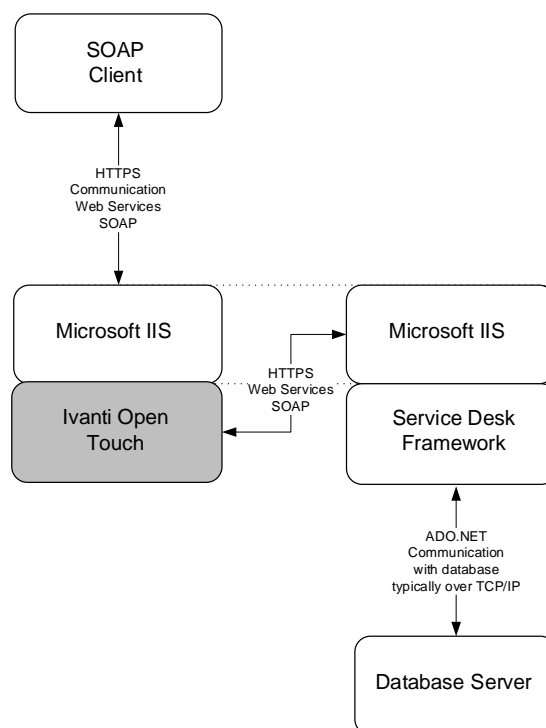 SOAP
Client
HTTPS
Communication
Web Services
SOAP
Microsoft IIS
Microsoft IIS
HTTPS
Web Services
SOAP
Ivanti Open
Touch
Service Desk
Framework
ADO.NET
Communication
with database
typically over TCP/IP
Database Server